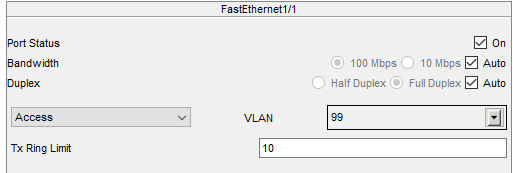 FastEthernet1/1
Port Status On
Bandwidth 100 Mbps 10 Mbps Auto
Duplex Half Duplex Full Duplex Auto
Access VLAN 99
Tx Ring Limit 10